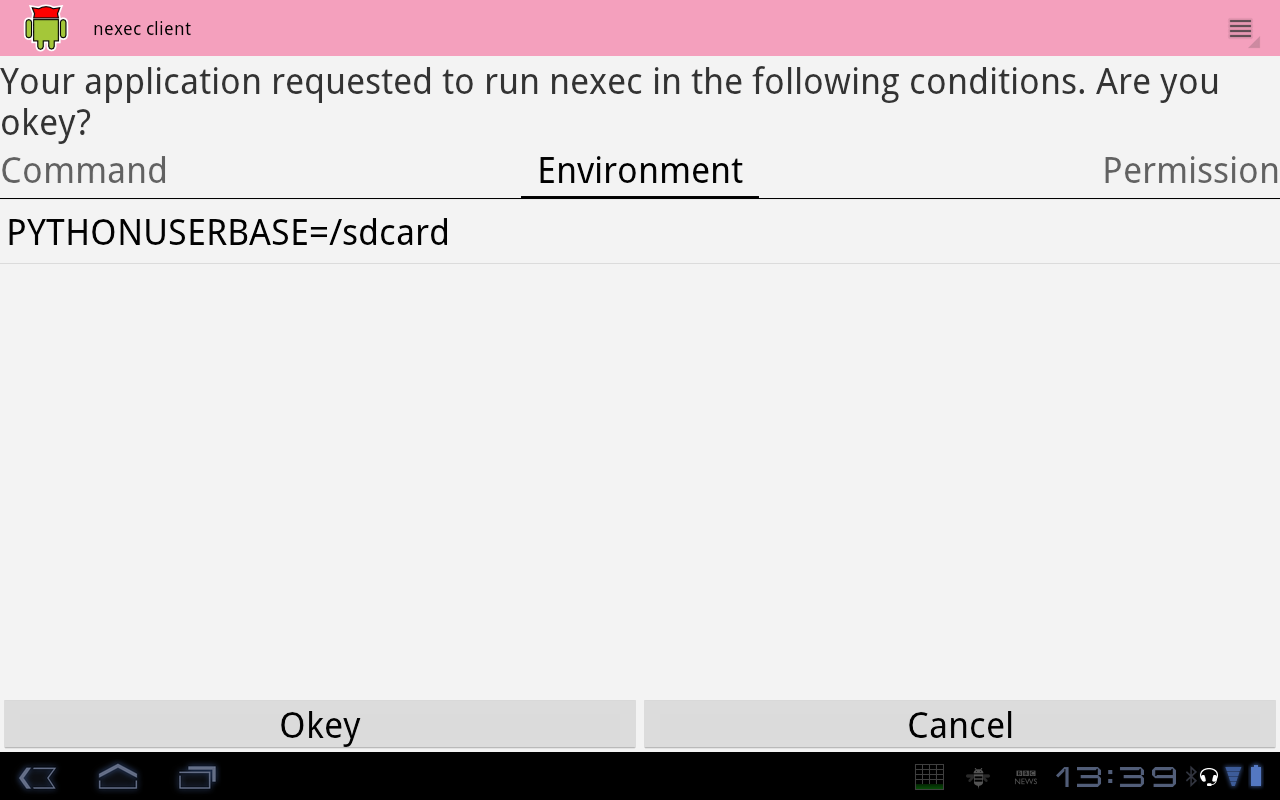 nexec client
Your application requested to run nexec in the following conditions. Are you
okey?
Command Environment Permission
PYTHONUSERBASE=/sdcard
Okey Cancel
BBC NEWS 13:39